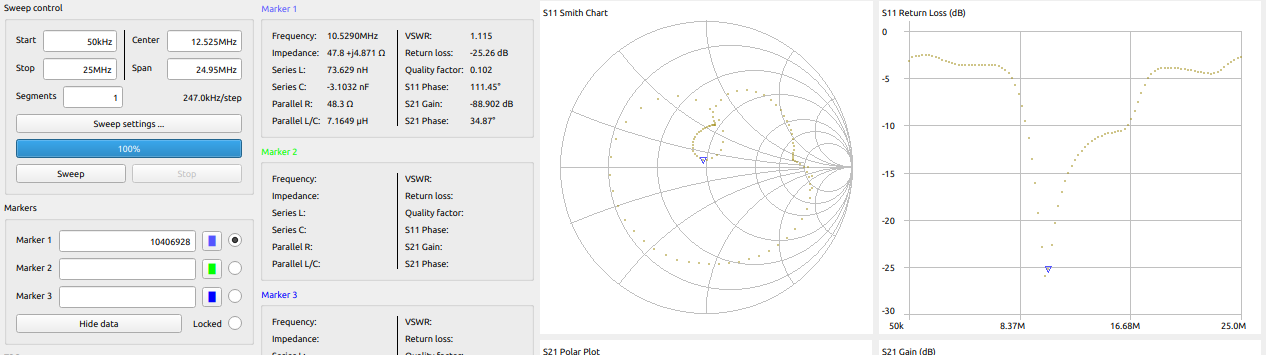 Sweep control
Start 50kHz Center 12.525MHz
Stop 25MHz Span 24.95MHz
Segments 1 247.0kHz/step
Sweep settings ...
100%
Sweep Stop
Markers
Marker 1 10406928
Marker 2
Marker 3
Hide data Locked
Marker 1
Frequency: 10.5290MHz VSWR: 1.115
Impedance: 47.8 +j4.871 Ω Return loss: -25.26 dB
Series L: 73.629 nH Quality factor: 0.102
Series C: -3.1032 nF S11 Phase: 111.45°
Parallel R: 48.3 Ω S21 Gain: -88.902 dB
Parallel L/C: 7.1649 μH S21 Phase: 34.87°
Marker 2
Frequency: VSWR:
Impedance: Return loss:
Series L: Quality factor:
Series C: S11 Phase:
Parallel R: S21 Gain:
Parallel L/C: S21 Phase:
Marker 3
Frequency: VSWR:
Impedance: Return loss:
S11 Smith Chart
S11 Return Loss (dB)
0
-5
-10
-15
-20
-25
-30
50k 8.37M 16.68M 25.0M
S21 Polar Plot
S21 Gain (dB)